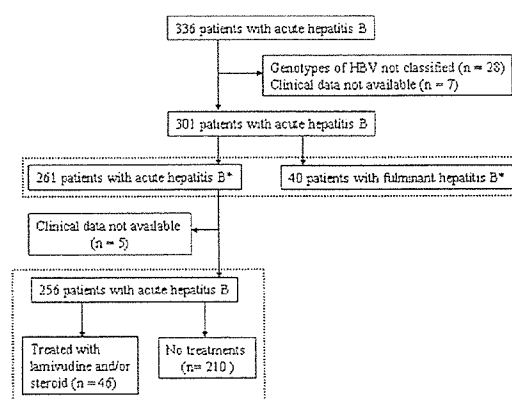 336 patients with acute hepatitis B
Genotypes of HBV not classified (n = 28)
Clinical data not available (n = 7)
301 patients with acute hepatitis B
261 patients with acute hepatitis B*
40 patients with fulminant hepatitis B*
Clinical data not available
(n = 5)
256 patients with acute hepatitis B
Treated with
lamivudine and/or
steroid (n = 46)
No treatments
(n= 210 )